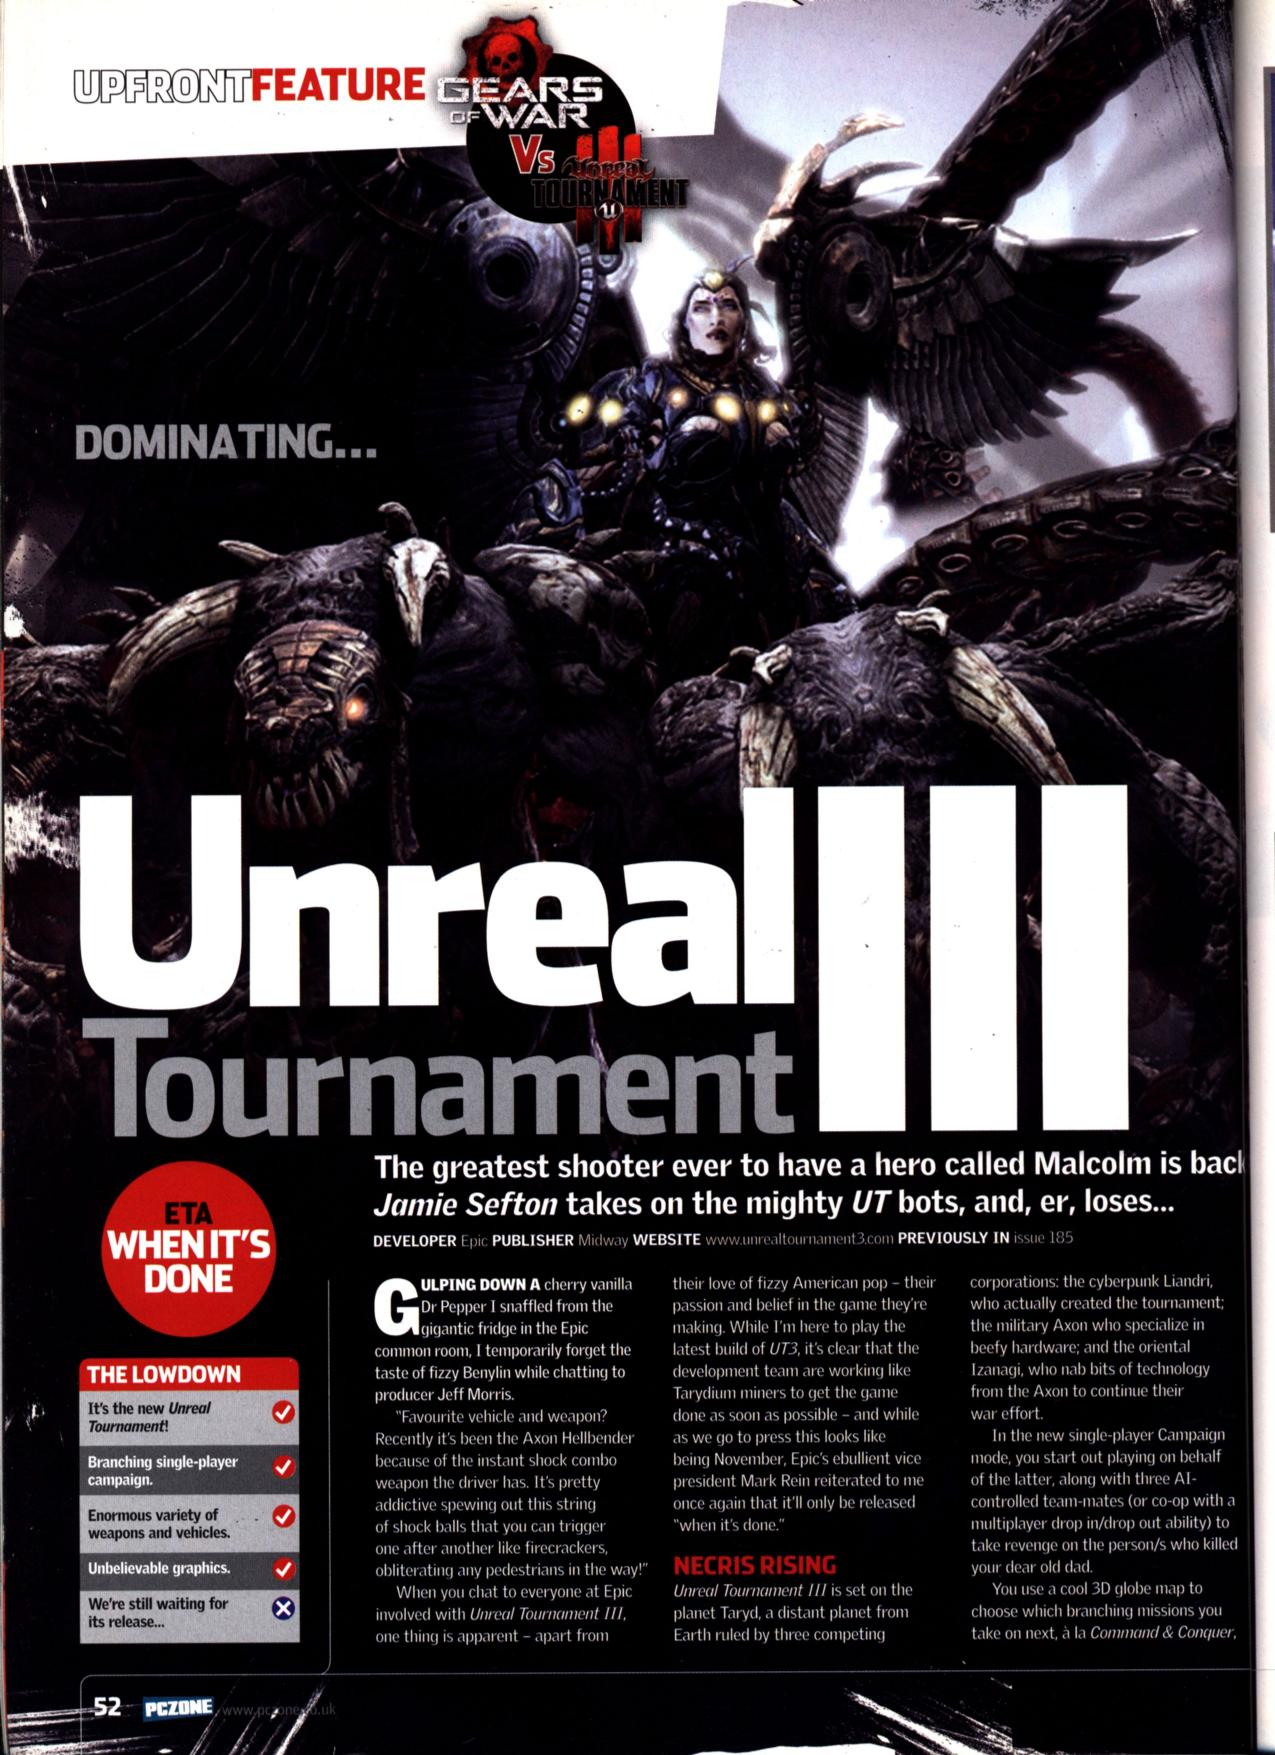 UPFRONTFEATURE
GEARS
OF WAR
Vs
Unreal
TOURNAMENT
DOMINATING...
Unreal
Tournament III
The greatest shooter ever to have a hero called Malcolm is back
Jamie Sefton takes on the mighty UT bots, and, er, loses...
DEVELOPER Epic PUBLISHER Midway WEBSITE www.unrealtournament3.com PREVIOUSLY IN issue 185
ETA
WHEN IT'S
DONE
THE LOWDOWN
It's the new Unreal
Tournament!
Branching single-player
campaign.
Enormous variety of
weapons and vehicles.
Unbelievable graphics.
We're still waiting for
its release...
GULPING DOWN A cherry vanilla
Dr Pepper I snaffled from the
gigantic fridge in the Epic
common room, I temporarily forget the
taste of fizzy Benylin while chatting to
producer Jeff Morris.
"Favourite vehicle and weapon?
Recently it's been the Axon Hellbender
because of the instant shock combo
weapon the driver has. It's pretty
addictive spewing out this string
of shock balls that you can trigger
one after another like firecrackers,
obliterating any pedestrians in the way!"
When you chat to everyone at Epic
involved with Unreal Tournament III,
one thing is apparent – apart from
their love of fizzy American pop – their
passion and belief in the game they're
making. While I'm here to play the
latest build of UT3, it's clear that the
development team are working like
Tarydium miners to get the game
done as soon as possible – and while
as we go to press this looks like
being November, Epic's ebullient vice
president Mark Rein reiterated to me
once again that it'll only be released
"when it's done."
NECRIS RISING
Unreal Tournament III is set on the
planet Taryd, a distant planet from
Earth ruled by three competing
corporations: the cyberpunk Liandri,
who actually created the tournament;
the military Axon who specialize in
beefy hardware; and the oriental
Izanagi, who nab bits of technology
from the Axon to continue their
war effort.
In the new single-player Campaign
mode, you start out playing on behalf
of the latter, along with three AI-
controlled team-mates (or co-op with a
multiplayer drop in/drop out ability) to
take revenge on the person/s who killed
your dear old dad.
You use a cool 3D globe map to
choose which branching missions you
take on next, à la Command & Conquer,
52 PCZONE www.pczone.co.uk